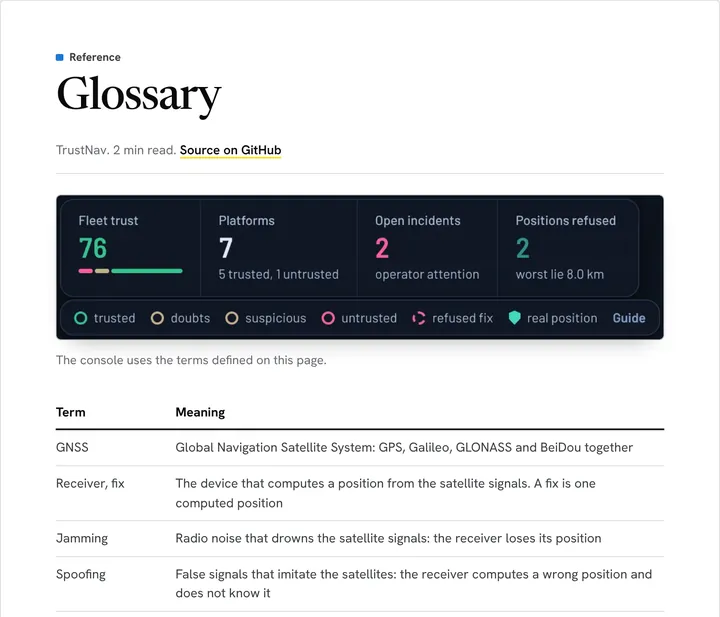 Reference
Glossary
TrustNav. 2 min read. Source on GitHub
Fleet trust
76
Platforms
7
5 trusted, 1 untrusted
Open incidents
2
operator attention
Positions refused
2
worst lie 8.0 km
trusted doubts suspicious untrusted refused fix real position Guide
The console uses the terms defined on this page.
Term Meaning
GNSS Global Navigation Satellite System: GPS, Galileo, GLONASS and BeiDou together
Receiver, fix The device that computes a position from the satellite signals. A fix is one
computed position
Jamming Radio noise that drowns the satellite signals: the receiver loses its position
Spoofing False signals that imitate the satellites: the receiver computes a wrong position and
does not know it